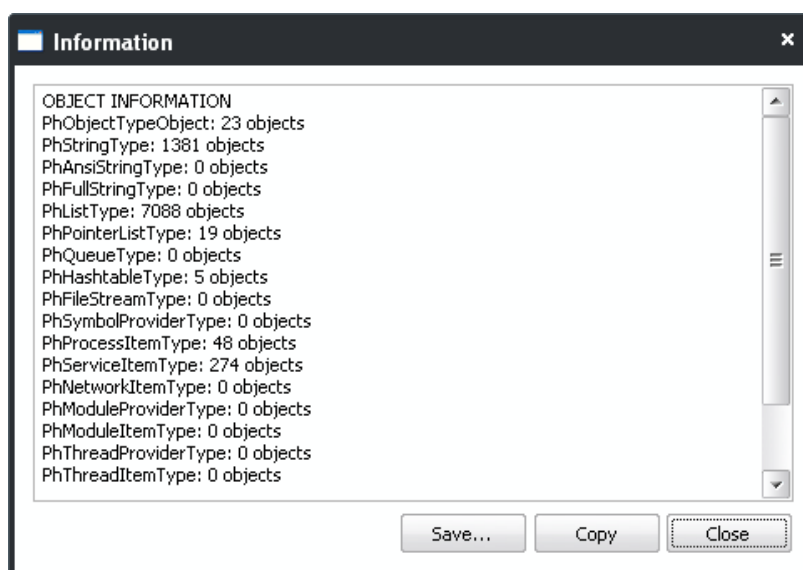 Information
OBJECT INFORMATION
PhObjectTypeObject: 23 objects
PhStringType: 1381 objects
PhAnsiStringType: 0 objects
PhFullStringType: 0 objects
PhListType: 7088 objects
PhPointerListType: 19 objects
PhQueueType: 0 objects
PhHashtableType: 5 objects
PhFileStreamType: 0 objects
PhSymbolProviderType: 0 objects
PhProcessItemType: 48 objects
PhServiceItemType: 274 objects
PhNetworkItemType: 0 objects
PhModuleProviderType: 0 objects
PhModuleItemType: 0 objects
PhThreadProviderType: 0 objects
PhThreadItemType: 0 objects
Save... Copy Close